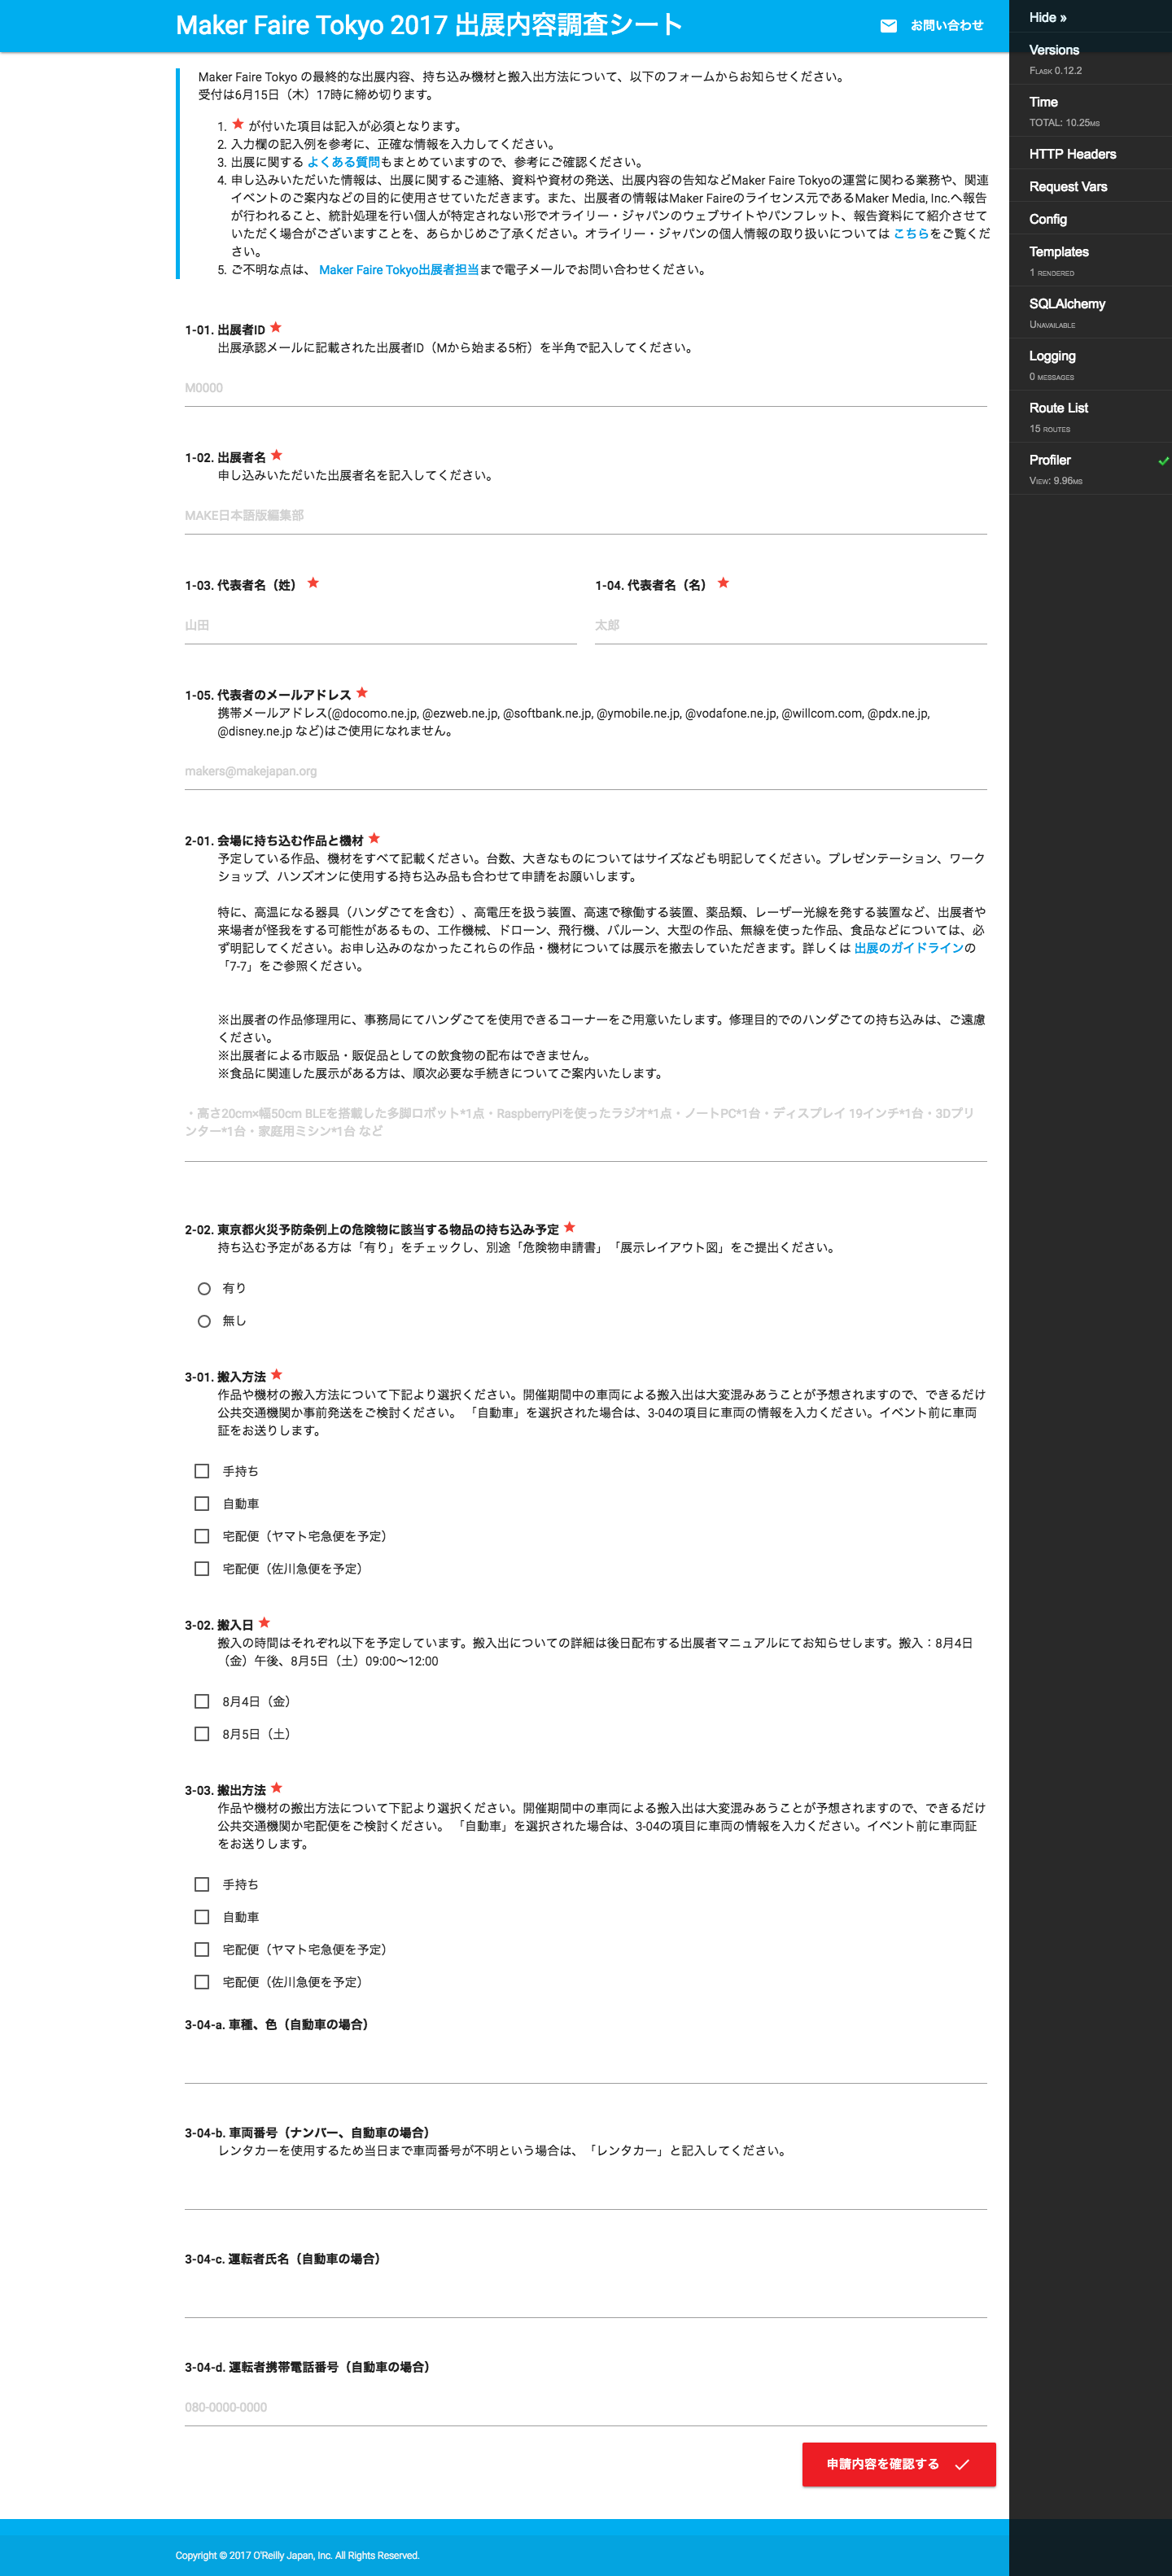 Maker Faire Tokyo 2017 出展内容調査シート
お問い合わせ
Maker Faire Tokyo の最終的な出展内容、持ち込み機材と搬入出方法について、以下のフォームからお知らせください。
受付は6月15日（木）17時に締め切ります。
1. ★ が付いた項目は記入が必須となります。
2. 入力欄の記入例を参考に、正確な情報を入力してください。
3. 出展に関する よくある質問もまとめていますので、参考にご確認ください。
4. 申し込みいただいた情報は、出展に関するご連絡、資料や資材の発送、出展内容の告知などMaker Faire Tokyoの運営に関わる業務や、関連
イベントのご案内などの目的に使用させていただきます。また、出展者の情報はMaker Faireのライセンス元であるMaker Media, Inc.へ報告
が行われること、統計処理を行い個人が特定されない形でオライリー・ジャパンのウェブサイトやパンフレット、報告資料にて紹介させて
いただく場合がございますことを、あらかじめご了承ください。オライリー・ジャパンの個人情報の取り扱いについては こちらをご覧くだ
さい。
5. ご不明な点は、 Maker Faire Tokyo出展者担当まで電子メールでお問い合わせください。
1-01. 出展者ID ★
出展承認メールに記載された出展者ID（Mから始まる5桁）を半角で記入してください。
M0000
1-02. 出展者名 ★
申し込みいただいた出展者名を記入してください。
MAKE日本語版編集部
1-03. 代表者名（姓） ★
山田
1-04. 代表者名（名） ★
太郎
1-05. 代表者のメールアドレス ★
携帯メールアドレス(@docomo.ne.jp, @ezweb.ne.jp, @softbank.ne.jp, @ymobile.ne.jp, @vodafone.ne.jp, @willcom.com, @pdx.ne.jp,
@disney.ne.jp など)はご使用になれません。
makers@makejapan.org
2-01. 会場に持ち込む作品と機材 ★
予定している作品、機材をすべて記載ください。台数、大きなものについてはサイズなども明記してください。プレゼンテーション、ワーク
ショップ、ハンズオンに使用する持ち込み品も合わせて申請をお願いします。
特に、高温になる器具（ハンダごてを含む）、高電圧を扱う装置、高速で稼働する装置、薬品類、レーザー光線を発する装置など、出展者や
来場者が怪我をする可能性があるもの、工作機械、ドローン、飛行機、バルーン、大型の作品、無線を使った作品、食品などについては、必
ず明記してください。お申し込みのなかったこれらの作品・機材については展示を撤去していただきます。詳しくは 出展のガイドラインの
「7-7」をご参照ください。
※出展者の作品修理用に、事務局にてハンダごてを使用できるコーナーをご用意いたします。修理目的でのハンダごての持ち込みは、ご遠慮
ください。
※出展者による市販品・販促品としての飲食物の配布はできません。
※食品に関連した展示がある方は、順次必要な手続きについてご案内いたします。
・高さ20cm×幅50cm BLEを搭載した多脚ロボット*1点・RaspberryPiを使ったラジオ*1点・ノートPC*1台・ディスプレイ 19インチ*1台・3Dプリ
ンター*1台・家庭用ミシン*1台 など
2-02. 東京都火災予防条例上の危険物に該当する物品の持ち込み予定 ★
持ち込む予定がある方は「有り」をチェックし、別途「危険物申請書」「展示レイアウト図」をご提出ください。
有り
無し
3-01. 搬入方法 ★
作品や機材の搬入方法について下記より選択ください。開催期間中の車両による搬入出は大変混みあうことが予想されますので、できるだけ
公共交通機関か事前発送をご検討ください。 「自動車」を選択された場合は、3-04の項目に車両の情報を入力ください。イベント前に車両
証をお送りします。
手持ち
自動車
宅配便（ヤマト宅急便を予定）
宅配便（佐川急便を予定）
3-02. 搬入日 ★
搬入の時間はそれぞれ以下を予定しています。搬入出についての詳細は後日配布する出展者マニュアルにてお知らせします。搬入：8月4日
（金）午後、8月5日（土）09:00〜12:00
8月4日（金）
8月5日（土）
3-03. 搬出方法 ★
作品や機材の搬出方法について下記より選択ください。開催期間中の車両による搬入出は大変混みあうことが予想されますので、できるだけ
公共交通機関か宅配便をご検討ください。 「自動車」を選択された場合は、3-04の項目に車両の情報を入力ください。イベント前に車両証
をお送りします。
手持ち
自動車
宅配便（ヤマト宅急便を予定）
宅配便（佐川急便を予定）
3-04-a. 車種、色（自動車の場合）
3-04-b. 車両番号（ナンバー、自動車の場合）
レンタカーを使用するため当日まで車両番号が不明という場合は、「レンタカー」と記入してください。
3-04-c. 運転者氏名（自動車の場合）
3-04-d. 運転者携帯電話番号（自動車の場合）
080-0000-0000
申請内容を確認する
Copyright © 2017 O'Reilly Japan, Inc. All Rights Reserved.
Hide »
Versions
Flask 0.12.2
Time
TOTAL: 10.25ms
HTTP Headers
Request Vars
Config
Templates
1 rendered
SQLAlchemy
Unavailable
Logging
0 messages
Route List
15 routes
Profiler
View: 9.96ms